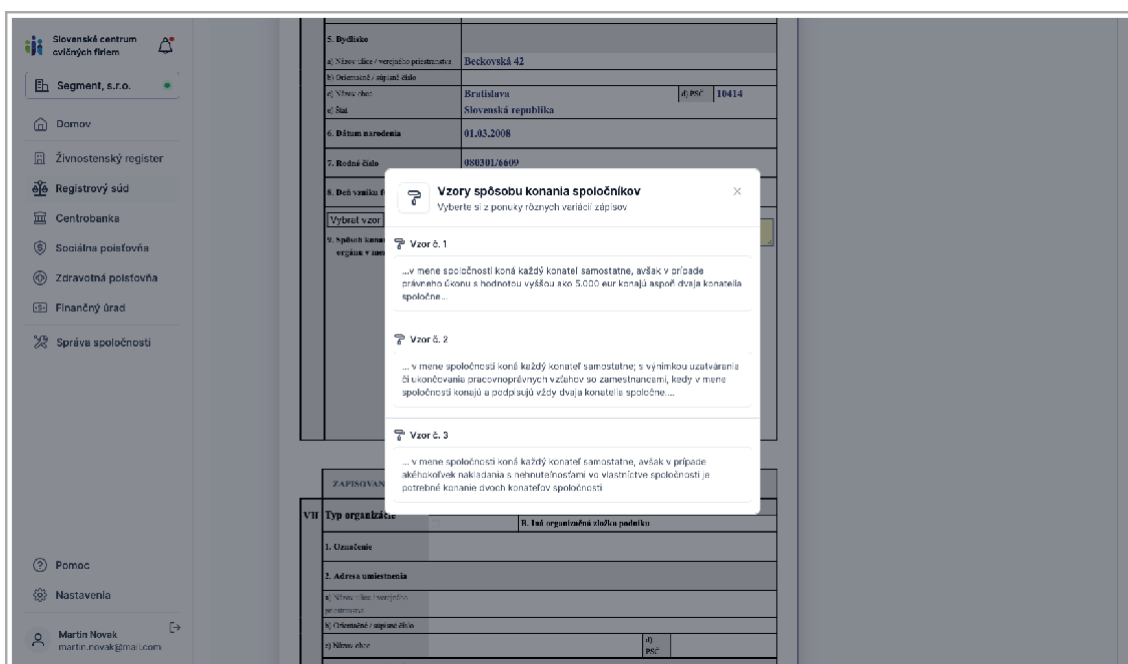 Slovenské centrum
cvičných firiem
Segment, s.r.o.
Domov
Živnostenský register
Registrový súd
Centrobanka
Sociálna poisťovňa
Zdravotná poisťovňa
Finančný úrad
Správa spoločnosti
Pomoc
Nastavenia
Martin Novak
martin.novak@mail.com
5. Bydlisko
a) Názov ulice / verejného priestranstva Beckovská 42
b) Orientačné / súpisné číslo
c) Názov obce Bratislava d) PSČ 10414
e) Štát Slovenská republika
6. Dátum narodenia 01.03.2008
7. Rodné číslo 080301/6609
8. Deň vzniku
Vybrať vzor
9. Spôsob
Vzory spôsobu konania spoločníkov
Vyberte si z ponuky rôznych variácií zápisov
Vzor č. 1
...v mene spoločnosti koná každý konateľ samostatne, avšak v prípade
právneho úkonu s hodnotou vyššou ako 5.000 eur konajú aspoň dvaja konatelia
spoločne...
Vzor č. 2
... v mene spoločnosti koná každý konateľ samostatne; s výnimkou uzatvárania
či ukončovania pracovnoprávnych vzťahov so zamestnancami, kedy v mene
spoločnosti konajú a podpisujú vždy dvaja konatelia spoločne....
Vzor č. 3
... v mene spoločnosti koná každý konateľ samostatne, avšak v prípade
akéhokoľvek nakladania s nehnuteľnosťami vo vlastníctve spoločnosti je
potrebné konanie dvoch konateľov spoločnosti
ZAPISOVAN
VII Typ organizácie
B. Iná organizačná zložka podniku
1. Označenie
2. Adresa umiestnenia
a) Názov ulice / verejného
priestranstva
b) Orientačné / súpisné číslo
c) Názov obce d)
PSČ